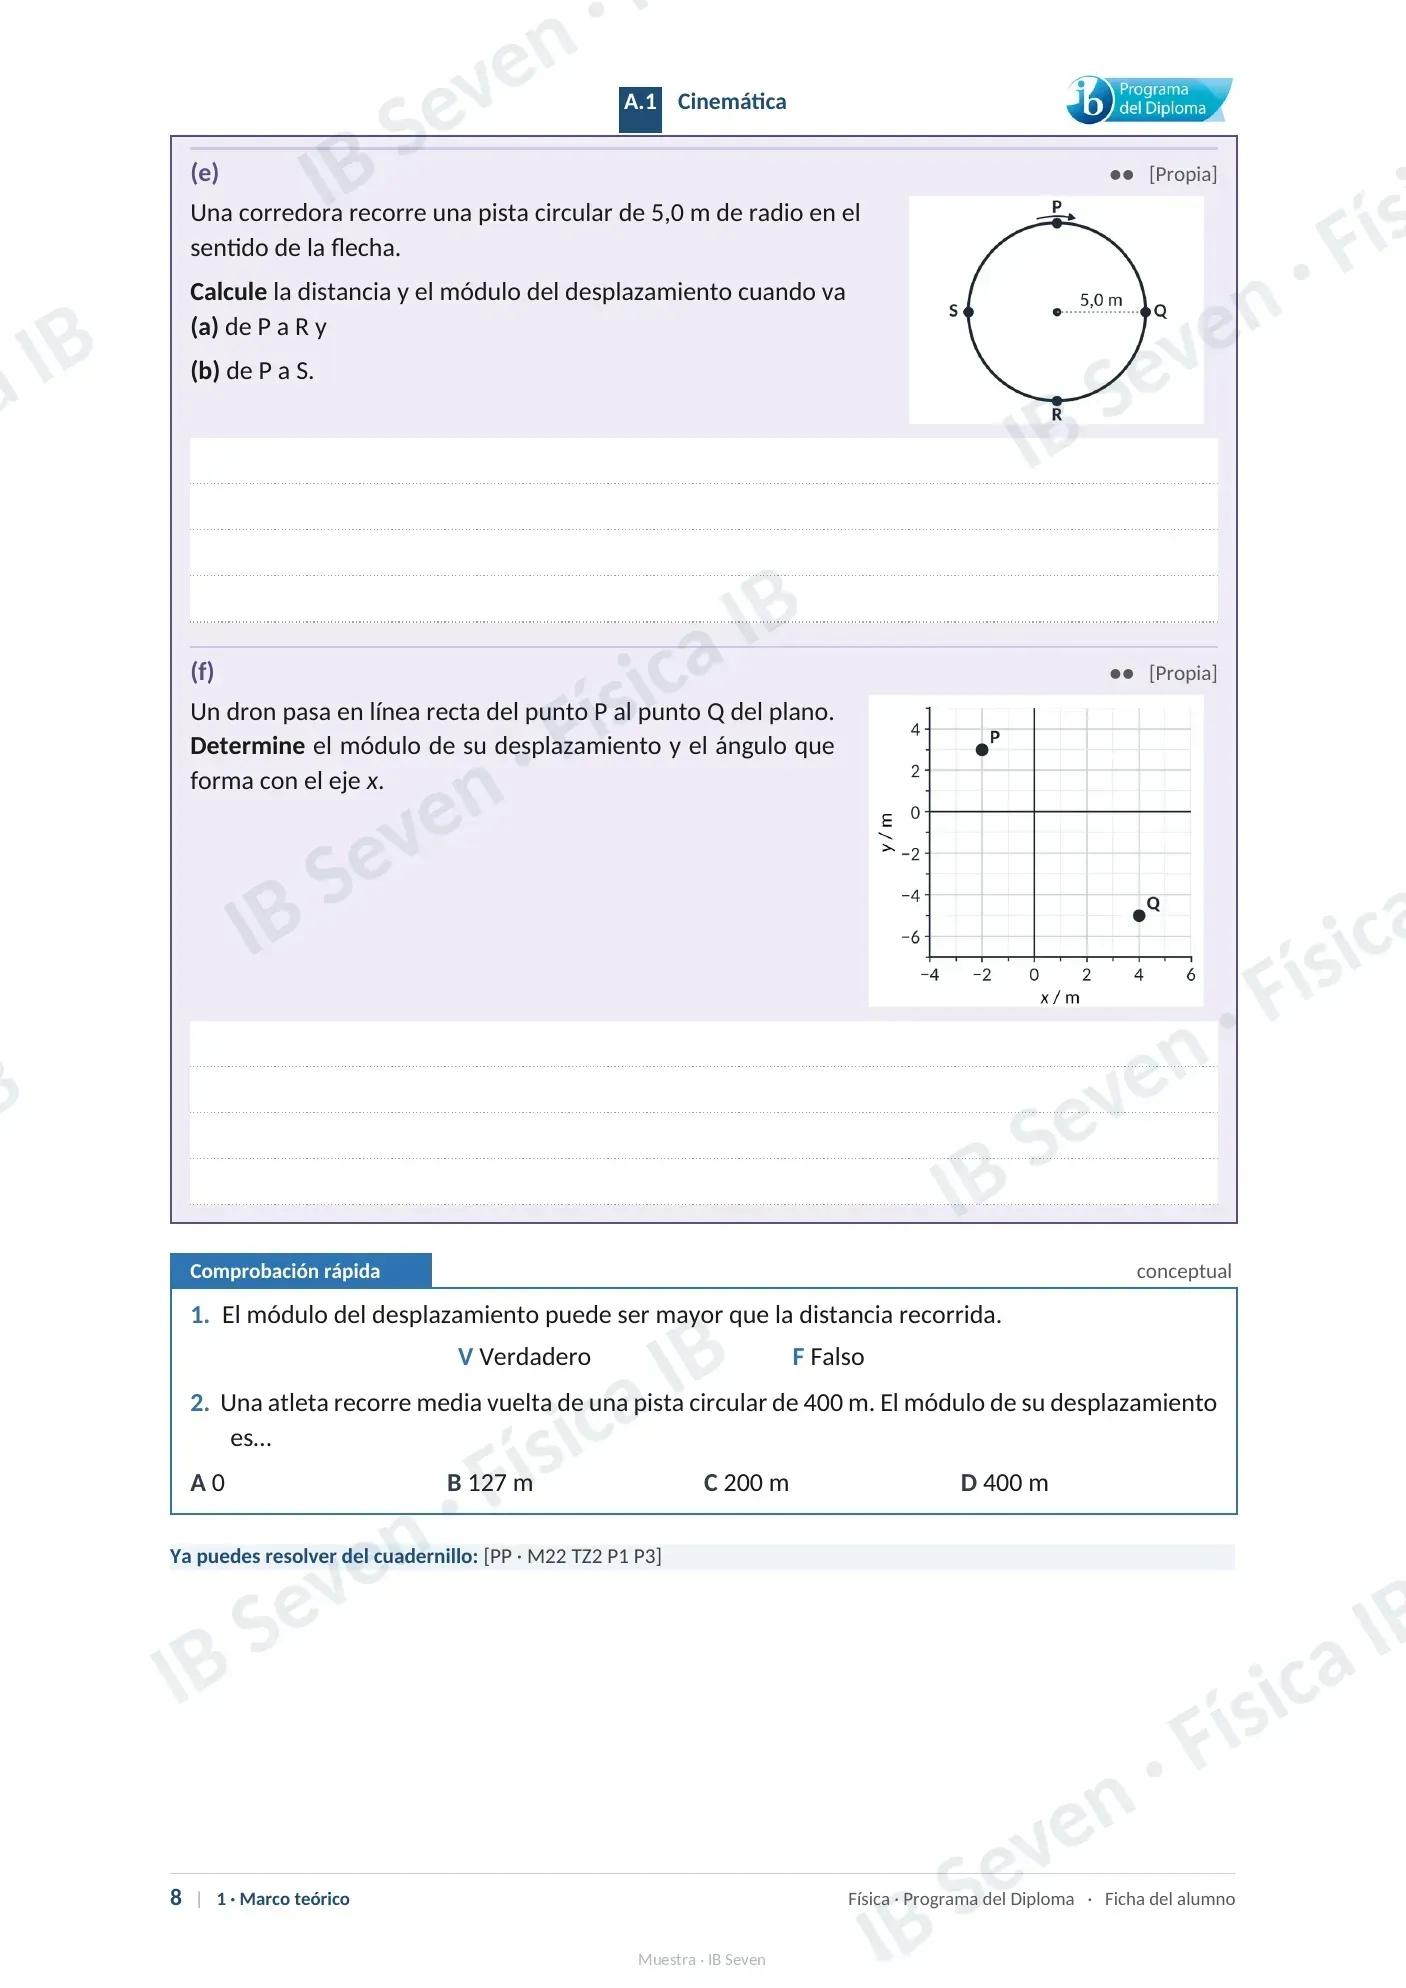 A.1 Cinemática
ib Programa
del Diploma
(e) ●● [Propia]
Una corredora recorre una pista circular de 5,0 m de radio en el
sentido de la flecha.
Calcule la distancia y el módulo del desplazamiento cuando va
(a) de P a R y
(b) de P a S.
P
S
5,0 m
Q
R
(f) ●● [Propia]
Un dron pasa en línea recta del punto P al punto Q del plano.
Determine el módulo de su desplazamiento y el ángulo que
forma con el eje x.
4
P
2
0
y / m
−2
−4
Q
−6
−4 −2 0 2 4 6
x / m
Comprobación rápida conceptual
1. El módulo del desplazamiento puede ser mayor que la distancia recorrida.
V Verdadero F Falso
2. Una atleta recorre media vuelta de una pista circular de 400 m. El módulo de su desplazamiento
es...
A 0 B 127 m C 200 m D 400 m
Ya puedes resolver del cuadernillo: [PP · M22 TZ2 P1 P3]
8 | 1 · Marco teórico Física · Programa del Diploma · Ficha del alumno
Muestra · IB Seven
IB Seven · Física IB